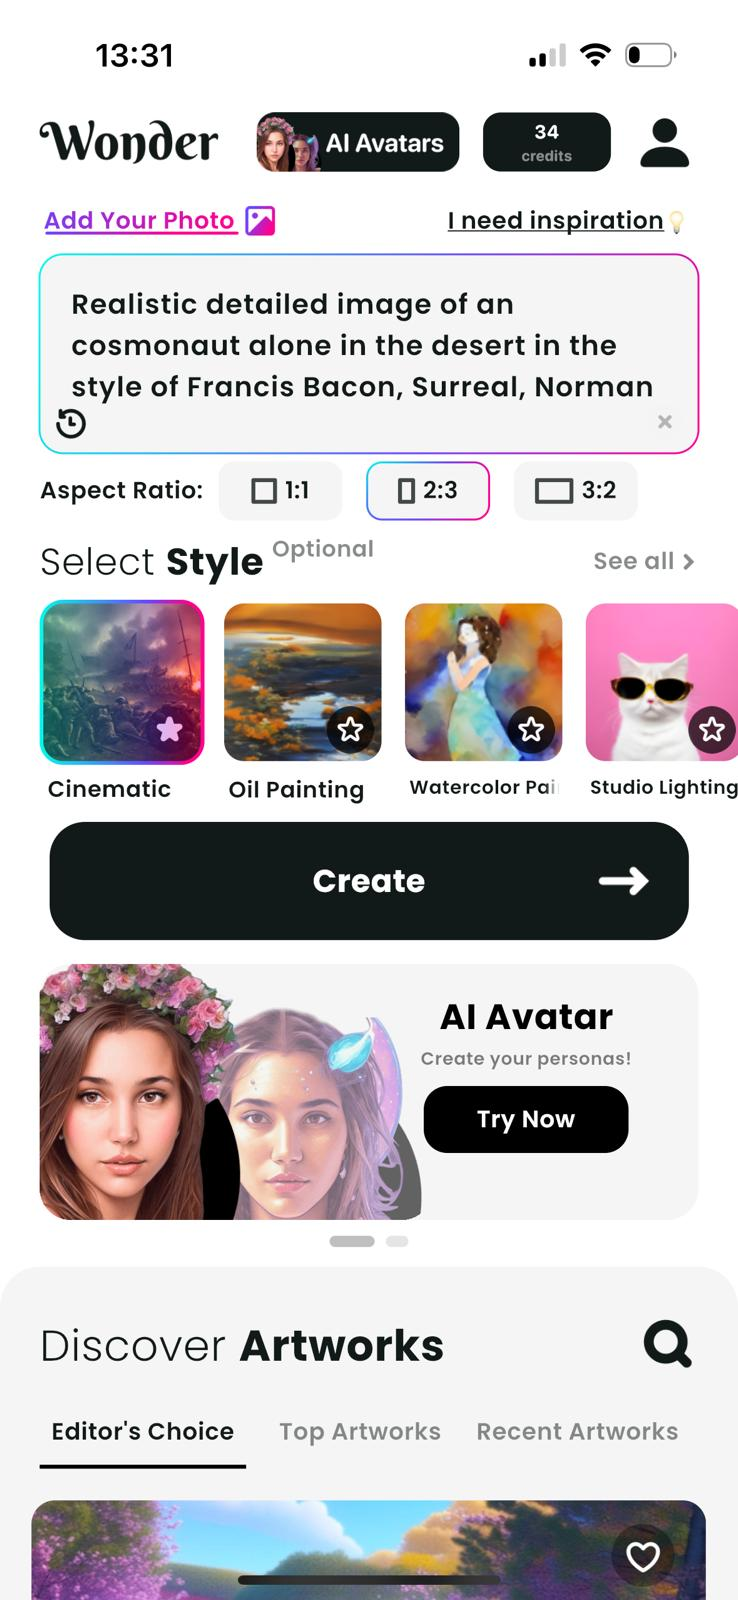 13:31
Wonder
AI Avatars
34
credits
Add Your Photo
I need inspiration
Realistic detailed image of an
cosmonaut alone in the desert in the
style of Francis Bacon, Surreal, Norman
Aspect Ratio:
1:1
2:3
3:2
Select Style Optional
See all
Cinematic
Oil Painting
Watercolor Pai
Studio Lighting
Create
AI Avatar
Create your personas!
Try Now
Discover Artworks
Editor's Choice
Top Artworks
Recent Artworks